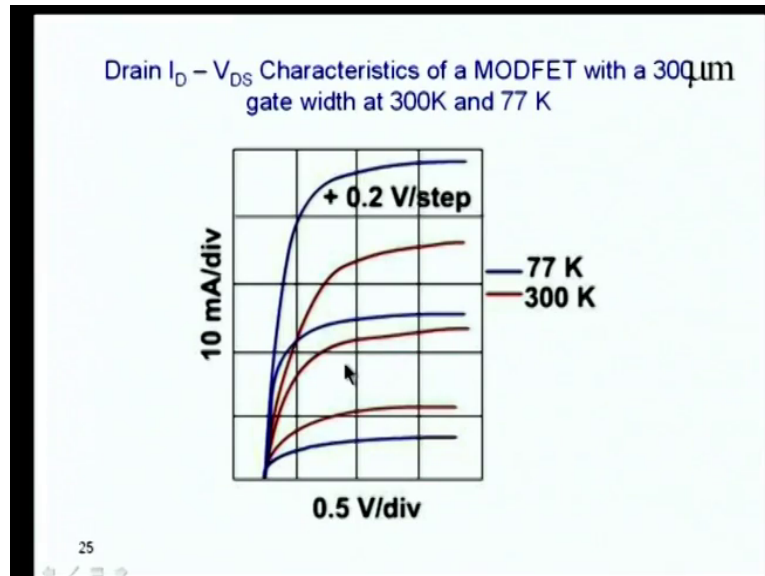 Drain I_D – V_DS Characteristics of a MODFET with a 300μm
gate width at 300K and 77 K
+ 0.2 V/step
10 mA/div
77 K
300 K
0.5 V/div
25